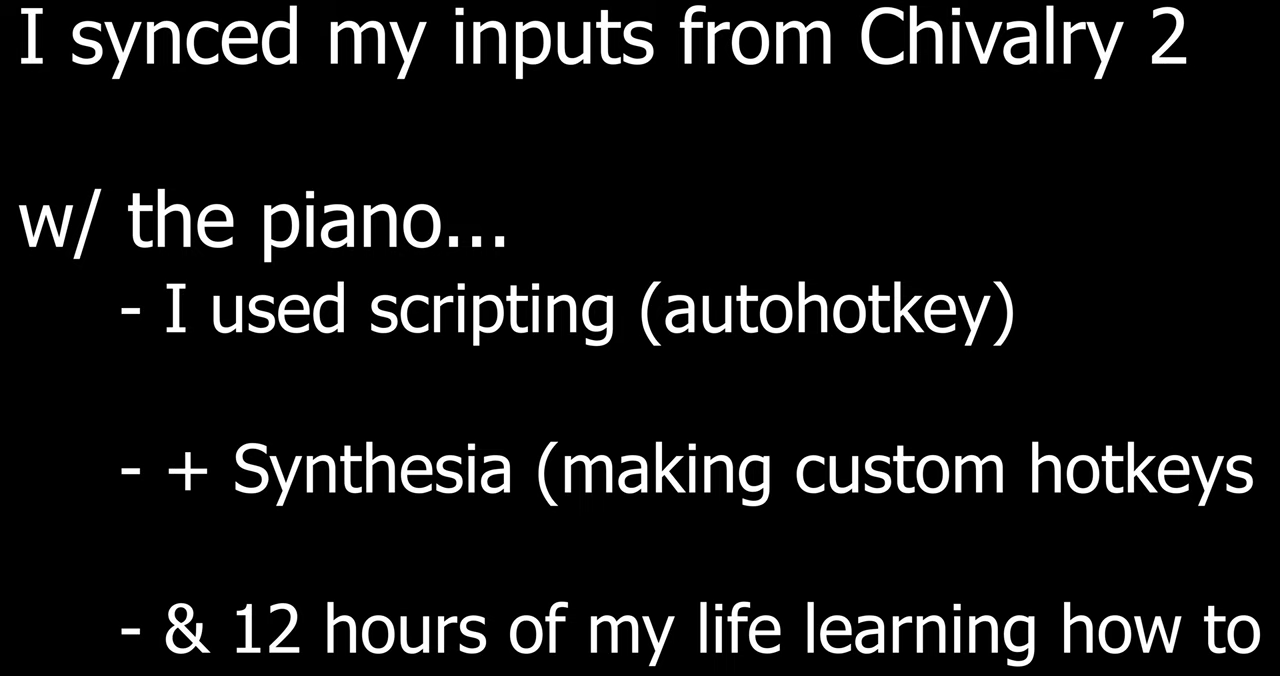 I synced my inputs from Chivalry 2
w/ the piano...
- I used scripting (autohotkey)
- + Synthesia (making custom hotkeys
- & 12 hours of my life learning how to